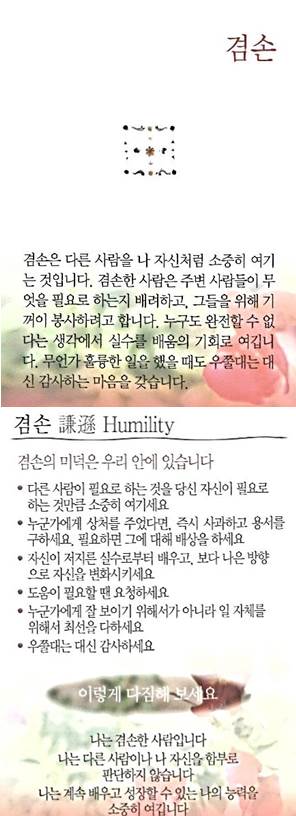 겸손
겸손은 다른 사람을 나 자신처럼 소중히 여기
는 것입니다. 겸손한 사람은 주변 사람들이 무
엇을 필요로 하는지 배려하고, 그들을 위해 기
꺼이 봉사하려고 합니다. 누구도 완전할 수 없
다는 생각에서 실수를 배움의 기회로 여깁니
다. 무언가 훌륭한 일을 했을 때도 우쭐대는 대
신 감사하는 마음을 갖습니다.
겸손 謙遜 Humility
겸손의 미덕은 우리 안에 있습니다
• 다른 사람이 필요로 하는 것을 당신 자신이 필요로
하는 것만큼 소중히 여기세요
• 누군가에게 상처를 주었다면, 즉시 사과하고 용서를
구하세요. 필요하면 그에 대해 배상을 하세요
• 자신이 저지른 실수로부터 배우고, 보다 나은 방향
으로 자신을 변화시키세요
• 도움이 필요할 땐 요청하세요
• 누군가에게 잘 보이기 위해서가 아니라 일 자체를
위해서 최선을 다하세요
• 우쭐대는 대신 감사하세요
이렇게 다짐해 보세요
나는 겸손한 사람입니다
나는 다른 사람이나 나 자신을 함부로
판단하지 않습니다
나는 계속 배우고 성장할 수 있는 나의 능력을
소중히 여깁니다